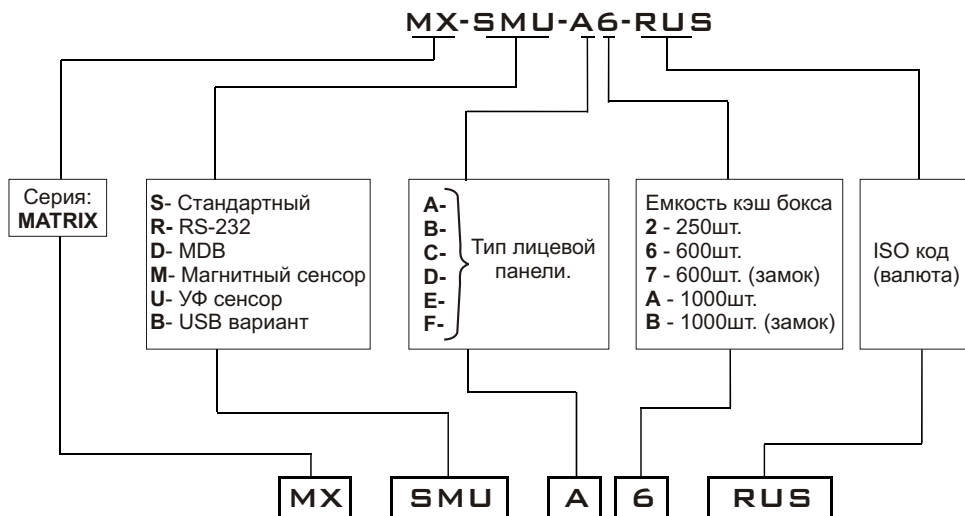 MX-SMU-A6-RUS
Серия:
MATRIX
S- Стандартный
R- RS-232
D- MDB
M- Магнитный сенсор
U- УФ сенсор
B- USB вариант
A-
B-
C-
D-
E-
F-
Тип лицевой
панели.
Емкость кэш бокса
2 - 250шт.
6 - 600шт.
7 - 600шт. (замок)
A - 1000шт.
B - 1000шт. (замок)
ISO код
(валюта)
MX
SMU
A
6
RUS